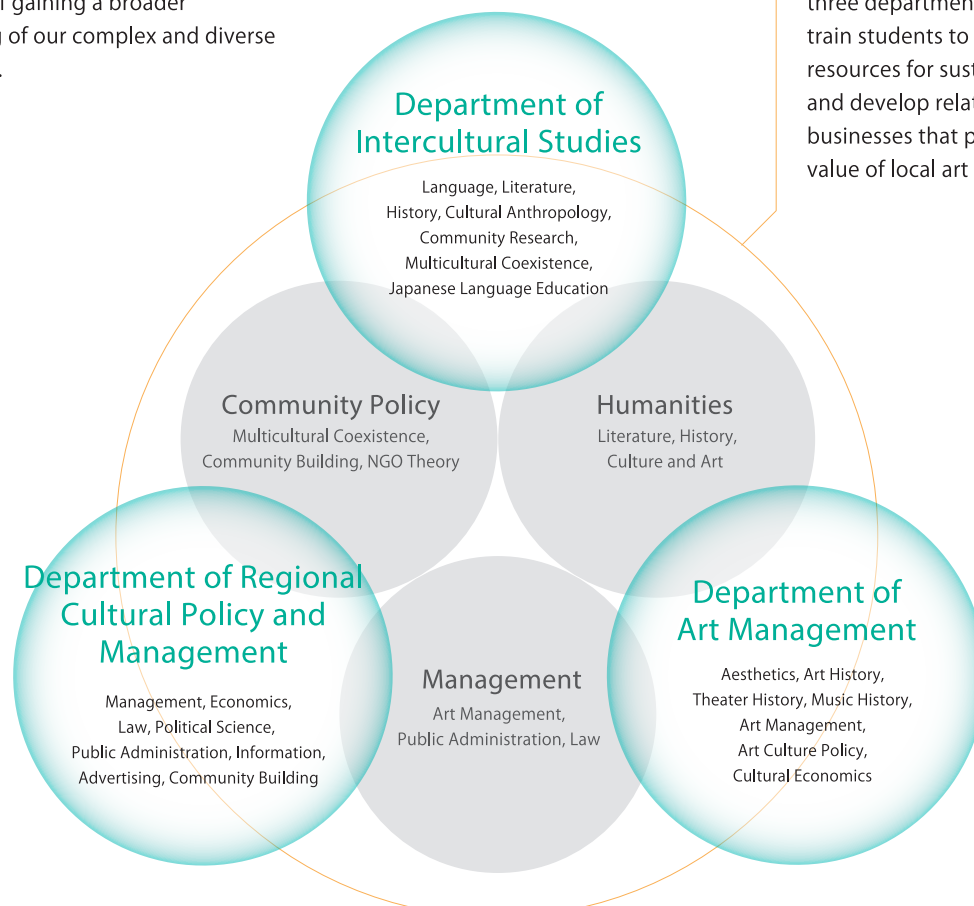 gaining a broader
of our complex and diverse
three
train students to
resources for
and develop
businesses that
value of local art
Department of
Intercultural Studies
Language, Literature,
History, Cultural Anthropology,
Community Research,
Multicultural Coexistence,
Japanese Language Education
Community Policy
Multicultural Coexistence,
Community Building, NGO Theory
Humanities
Literature, History,
Culture and Art
Department of Regional
Cultural Policy and
Management
Management, Economics,
Law, Political Science,
Public Administration, Information,
Advertising, Community Building
Management
Art Management,
Public Administration, Law
Department of
Art Management
Aesthetics, Art History,
Theater History, Music History,
Art Management,
Art Culture Policy,
Cultural Economics